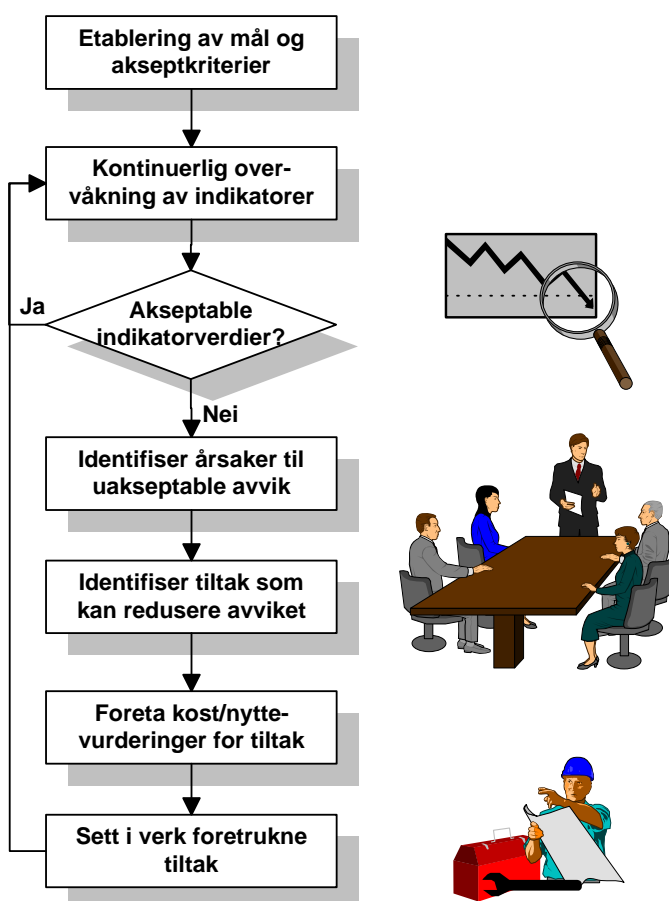 Etablering av mål og
akseptkriterier
Kontinuerlig over-
våkning av indikatorer
Ja
Akseptable
indikatorverdier?
Nei
Identifiser årsaker til
uakseptable avvik
Identifiser tiltak som
kan redusere avviket
Foreta kost/nytte-
vurderinger for tiltak
Sett i verk foretrukne
tiltak